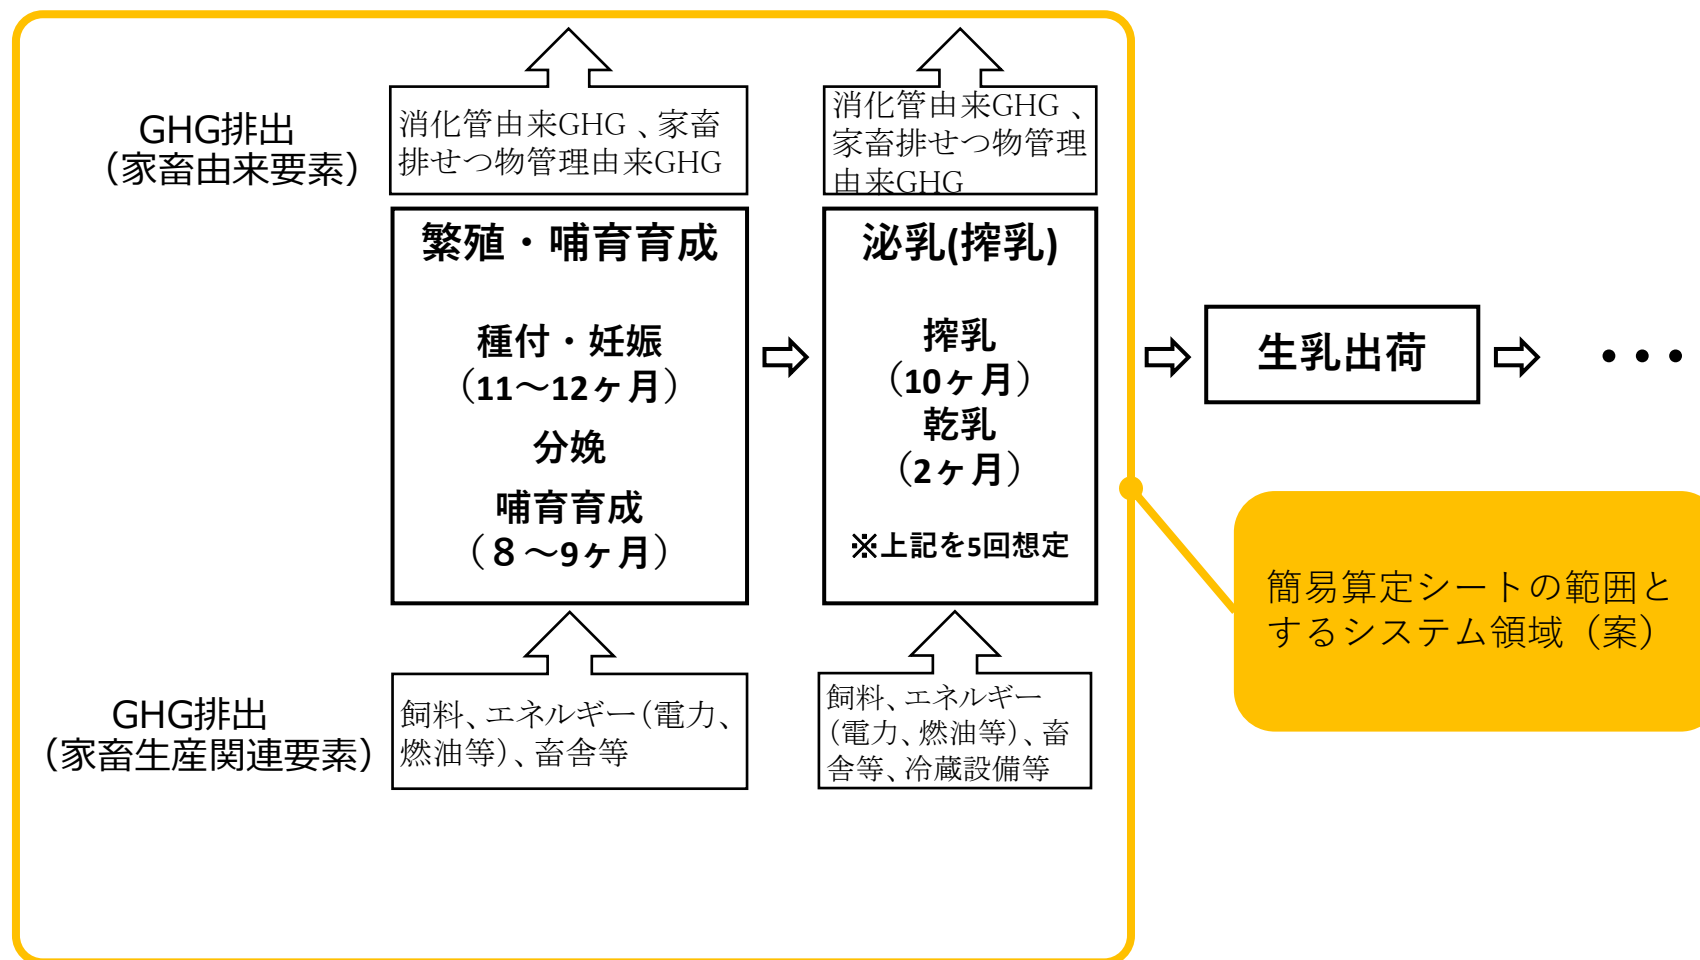 GHG排出
（家畜由来要素）
消化管由来GHG 、家畜
排せつ物管理由来GHG
消化管由来GHG 、
家畜排せつ物管理
由来GHG
繁殖・哺育育成
種付・妊娠
（11～12ヶ月）
分娩
哺育育成
（８～9ヶ月）
泌乳(搾乳)
搾乳
（10ヶ月）
乾乳
（2ヶ月）
※上記を5回想定
生乳出荷
・・・
簡易算定シートの範囲と
するシステム領域（案）
GHG排出
（家畜生産関連要素）
飼料、エネルギー（電力、
燃油等）、畜舎等
飼料、エネルギー
（電力、燃油等）、畜
舎等、冷蔵設備等